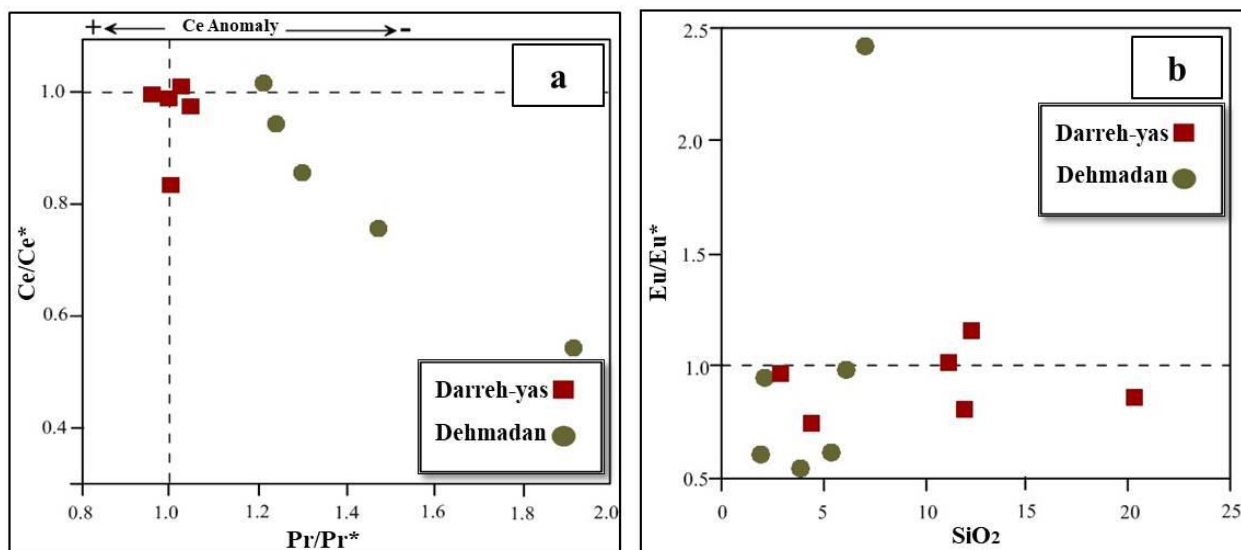 + Ce Anomaly -
a
Ce/Ce*
1.0
0.8
0.6
0.4
Darreh-yas
Dehmadan
0.8 1.0 1.2 1.4 1.6 1.8 2.0
Pr/Pr*
b
Eu/Eu*
2.5
2.0
1.5
1.0
0.5
Darreh-yas
Dehmadan
0 5 10 15 20 25
SiO₂